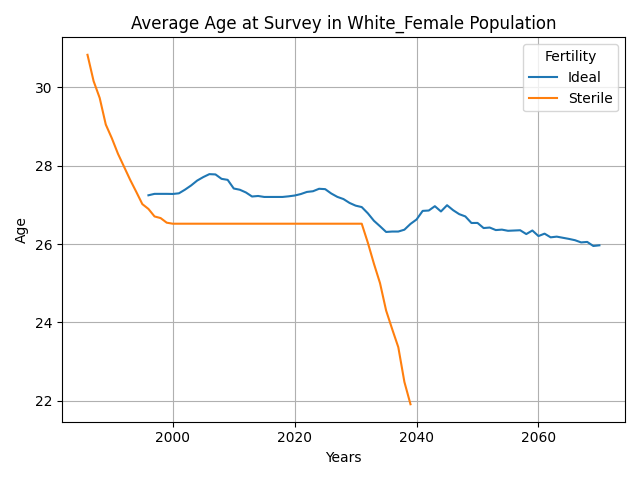 Average Age at Survey in White_Female Population
Fertility
Ideal
Sterile
Age
30
28
26
24
22
2000 2020 2040 2060
Years